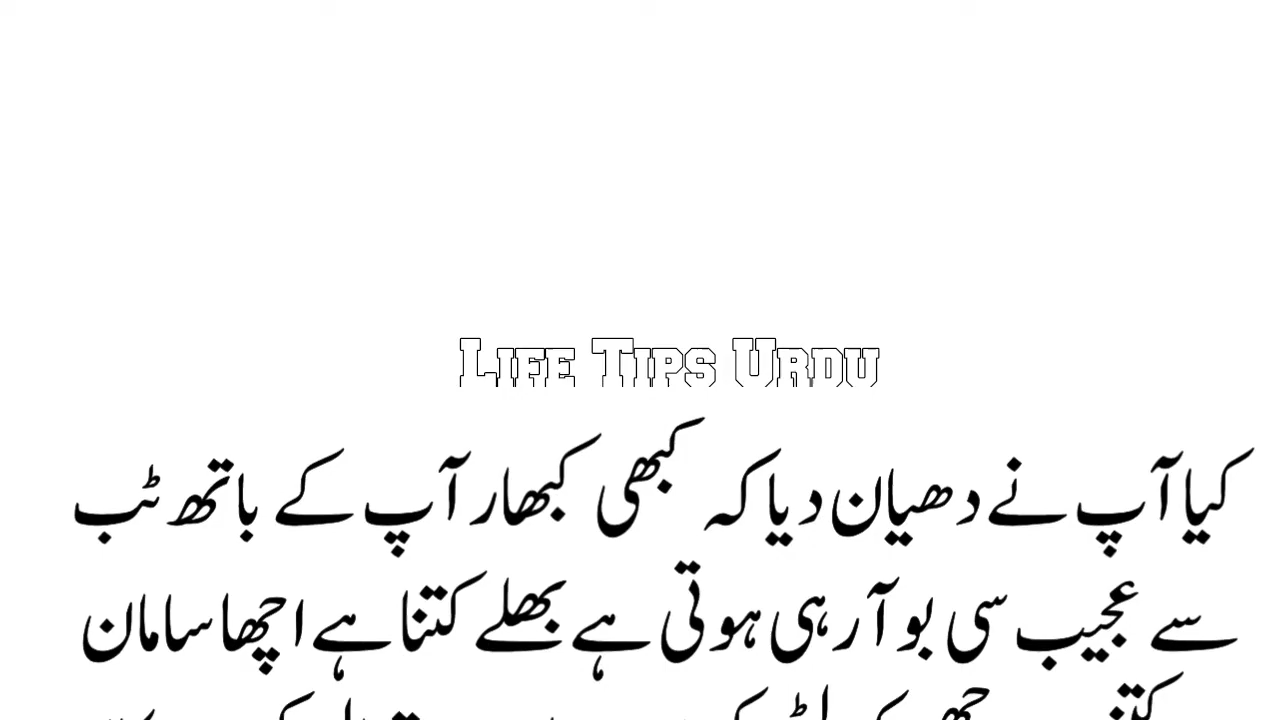 Life Tips Urdu
کیا آپ نے دھیان دیا کہ کبھی کبھار آپ کے باتھ ٹب
سے عجیب سی بو آ رہی ہوتی ہے بھلے کتنا ہے اچھا سامان